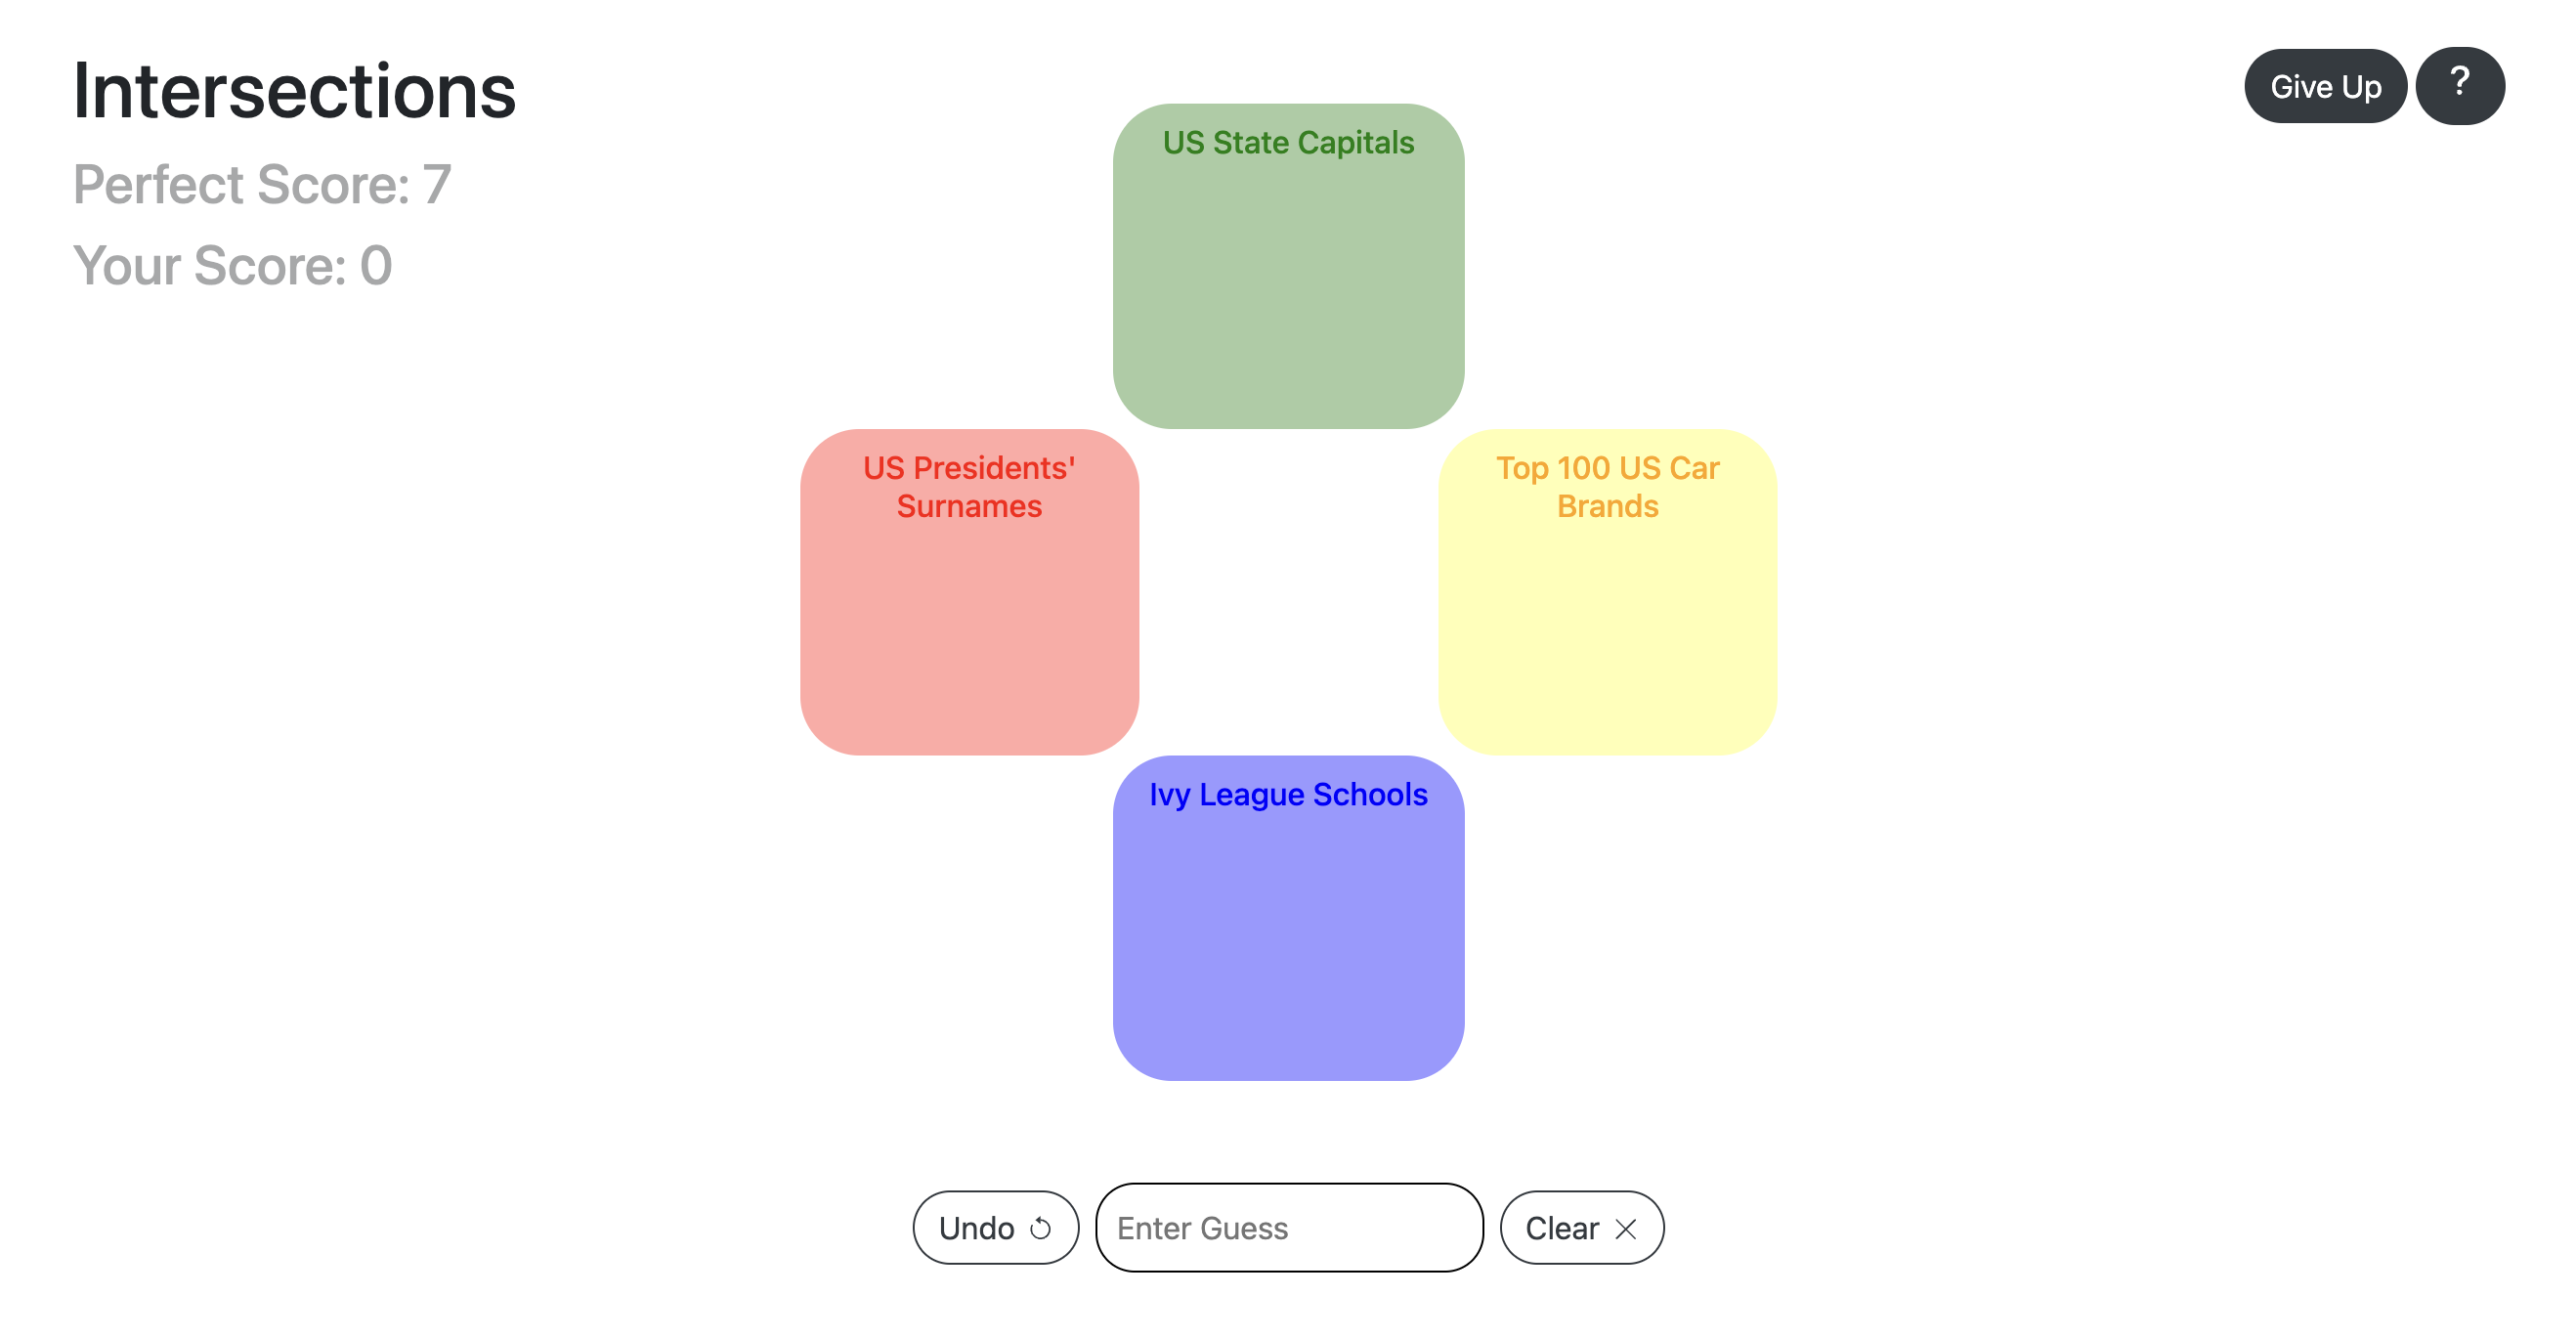 Intersections
Perfect Score: 7
Your Score: 0
Give Up
?
US State Capitals
US Presidents'
Surnames
Top 100 US Car
Brands
Ivy League Schools
Undo
Enter Guess
Clear